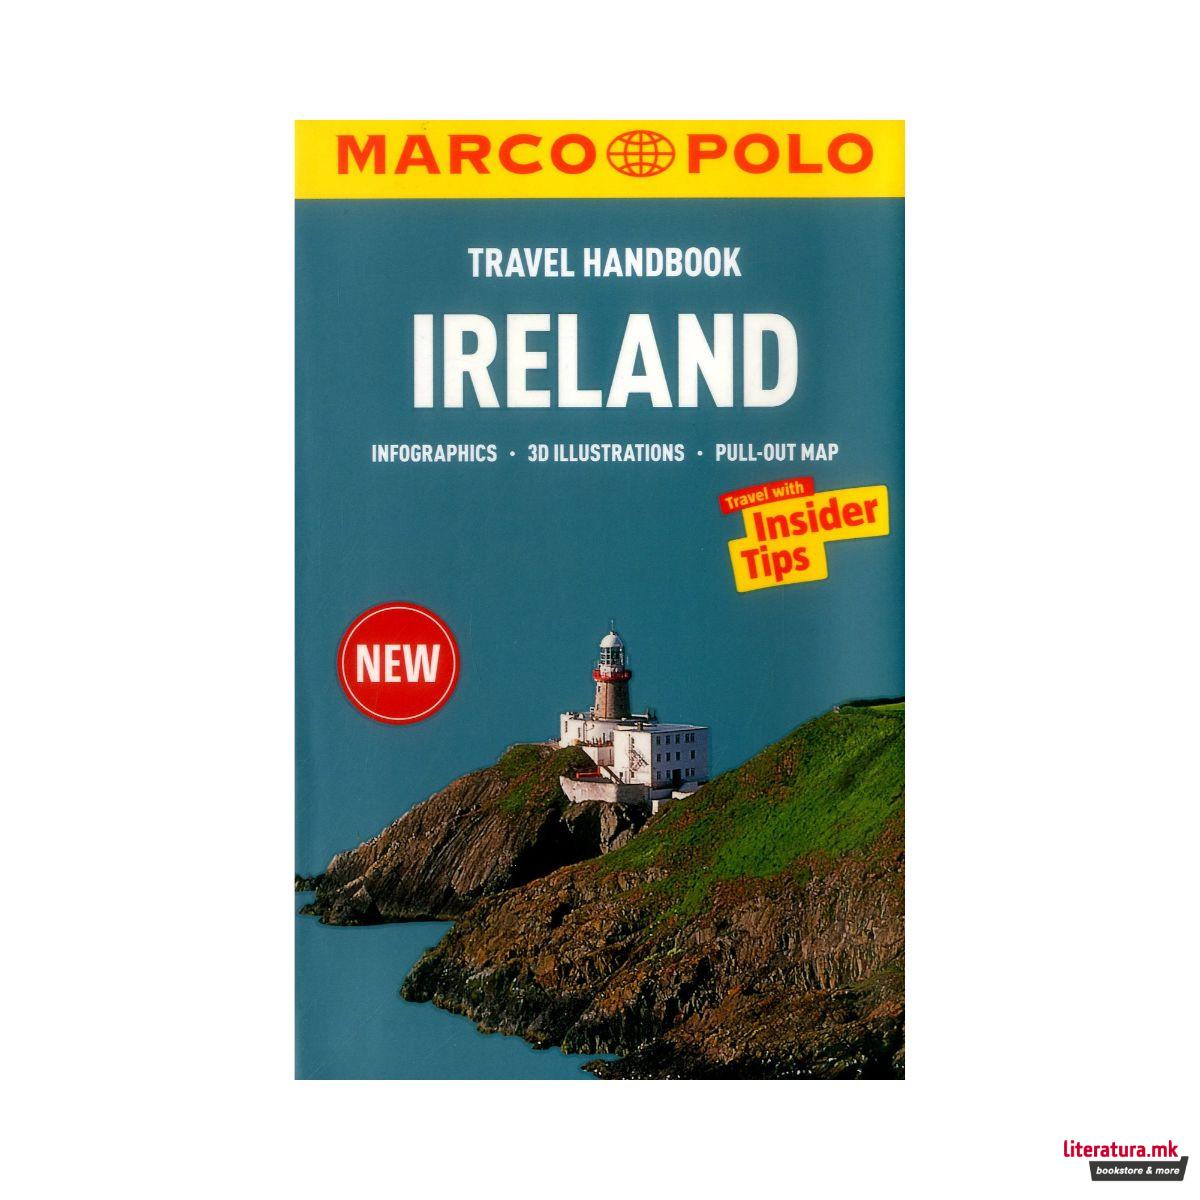 MARCO POLO
TRAVEL HANDBOOK
IRELAND
INFOGRAPHICS • 3D ILLUSTRATIONS • PULL-OUT MAP
Travel with
Insider
Tips
NEW
literatura.mk
bookstore & more